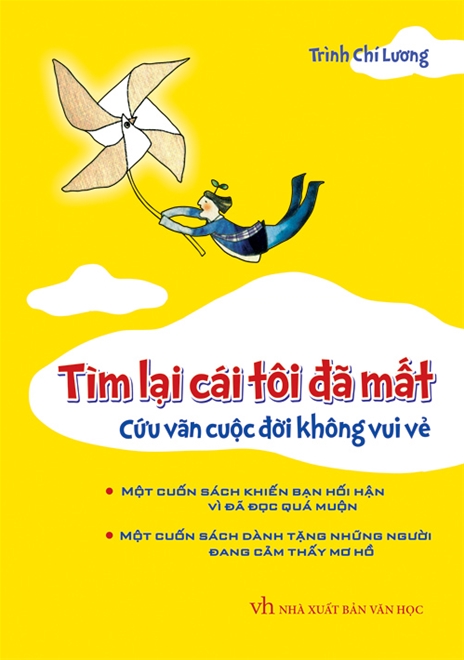 Trình Chí Lương
Tìm lại cái tôi đã mất
Cứu vãn cuộc đời không vui vẻ
• MỘT CUỐN SÁCH KHIẾN BẠN HỐI HẬN
VÌ ĐÃ ĐỌC QUÁ MUỘN
• MỘT CUỐN SÁCH DÀNH TẶNG NHỮNG NGƯỜI
ĐANG CẢM THẤY MƠ HỒ
vh NHÀ XUẤT BẢN VĂN HỌC